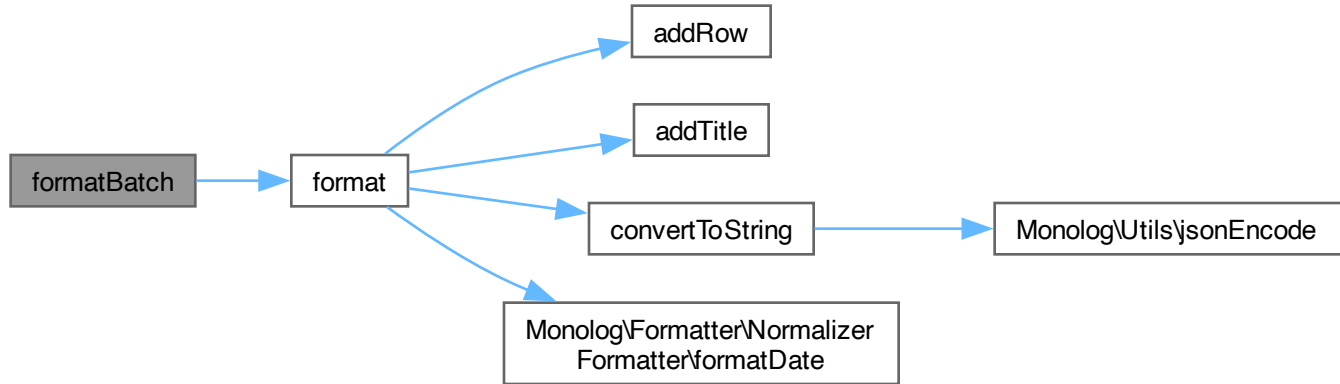 addRow
addTitle
formatBatch
format
convertToString
Monolog\Utils\jsonEncode
Monolog\Formatter\Normalizer
Formatter\formatDate